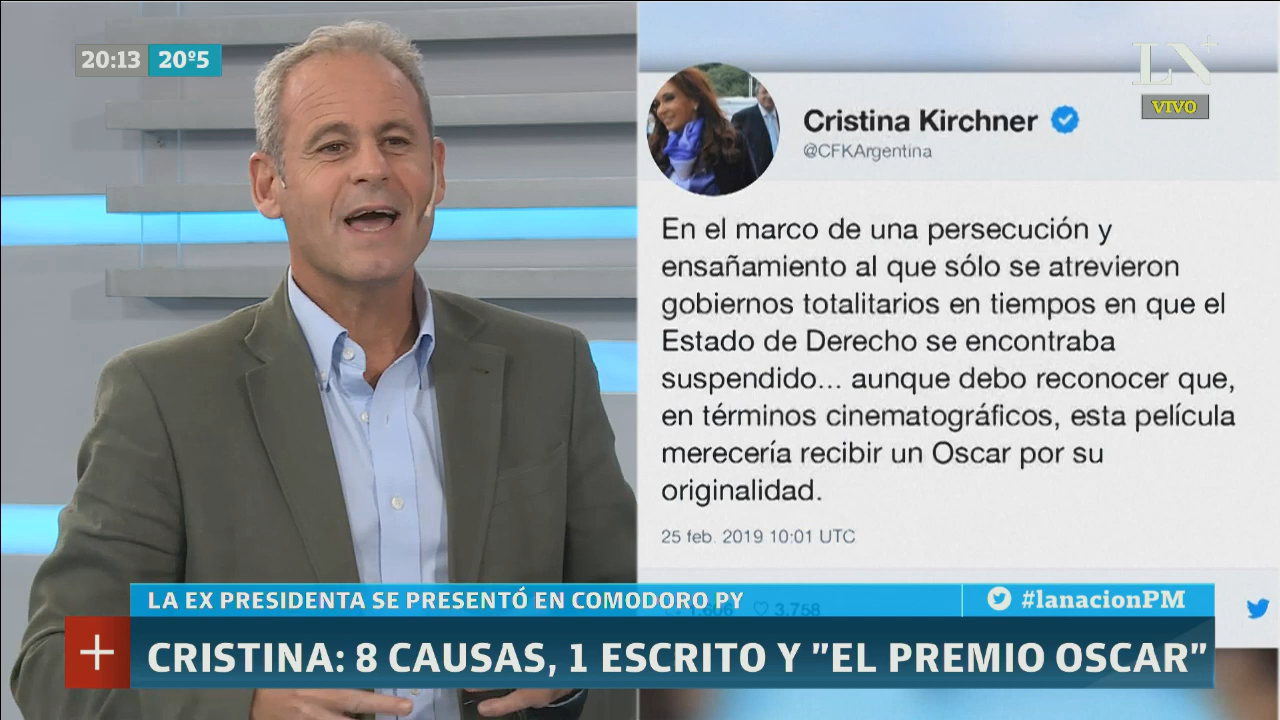 20:13 20º5
LN+
VIVO
Cristina Kirchner
@CFKArgentina
En el marco de una persecución y
ensañamiento al que sólo se atrevieron
gobiernos totalitarios en tiempos en que el
Estado de Derecho se encontraba
suspendido... aunque debo reconocer que,
en términos cinematográficos, esta película
merecería recibir un Oscar por su
originalidad.
25 feb. 2019 10:01 UTC
1.606 3.758
LA EX PRESIDENTA SE PRESENTÓ EN COMODORO PY
#lanacionPM
+ CRISTINA: 8 CAUSAS, 1 ESCRITO Y "EL PREMIO OSCAR"